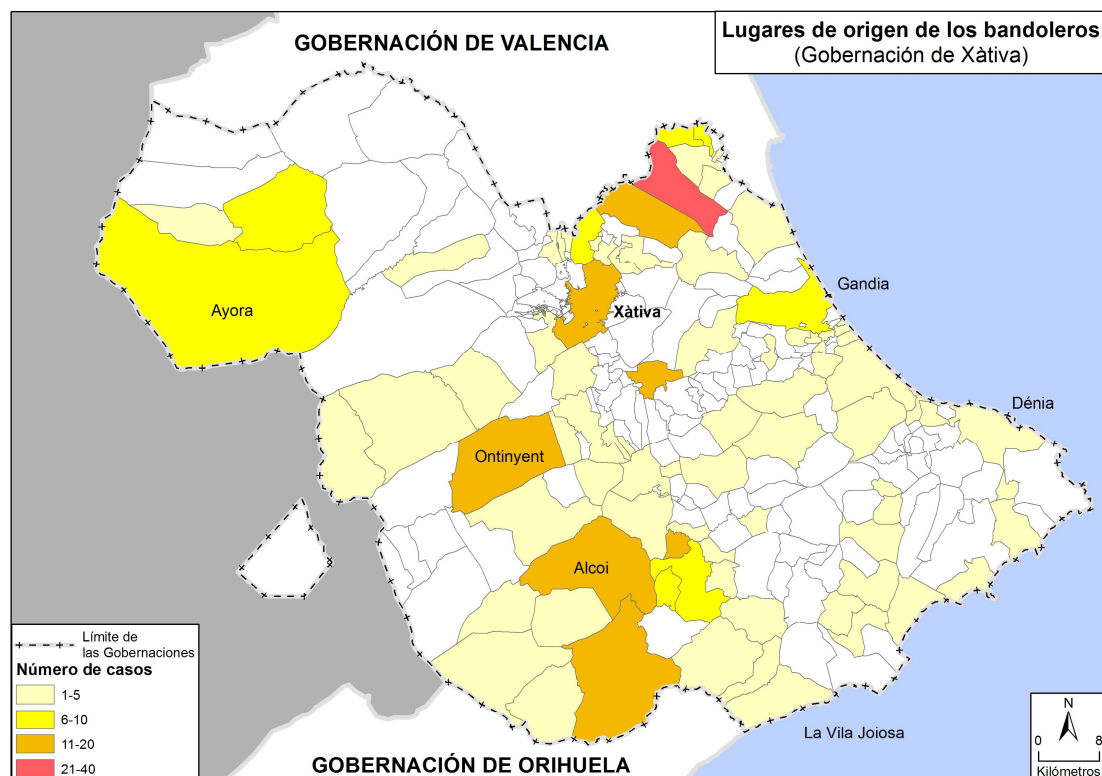 GOBERNACIÓN DE VALENCIA
Lugares de origen de los bandoleros
(Gobernación de Xàtiva)
Ayora
Gandia
Xàtiva
Dénia
Ontinyent
Alcoi
La Vila Joiosa
GOBERNACIÓN DE ORIHUELA
Límite de
las Gobernaciones
Número de casos
1-5
6-10
11-20
21-40
N
0 8
Kilómetros